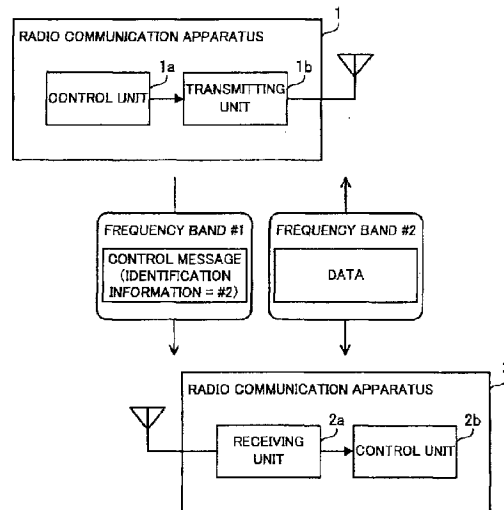 1
RADIO COMMUNICATION APPARATUS
1a
1b
CONTROL UNIT
TRANSMITTING
UNIT
FREQUENCY BAND #1
CONTROL MESSAGE
(IDENTIFICATION
INFORMATION = #2)
FREQUENCY BAND #2
DATA
RADIO COMMUNICATION APPARATUS
2a
2b
RECEIVING
UNIT
CONTROL UNIT